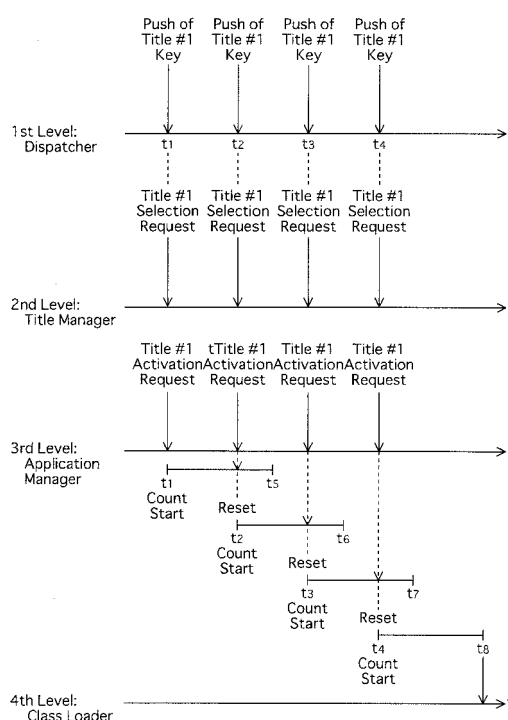 Push of Push of Push of Push of
Title #1 Title #1 Title #1 Title #1
Key Key Key Key
1st Level:
Dispatcher
t1 t2 t3 t4
Title #1 Title #1 Title #1 Title #1
Selection Selection Selection Selection
Request Request Request Request
2nd Level:
Title Manager
Title #1 tTitle #1 Title #1 Title #1
ActivationActivationActivationActivation
Request Request Request Request
3rd Level:
Application
Manager
t1 t5
Count
Start
Reset
t2 t6
Count
Start
Reset
t3 t7
Count
Start
Reset
t4 t8
Count
Start
4th Level:
Class Loader